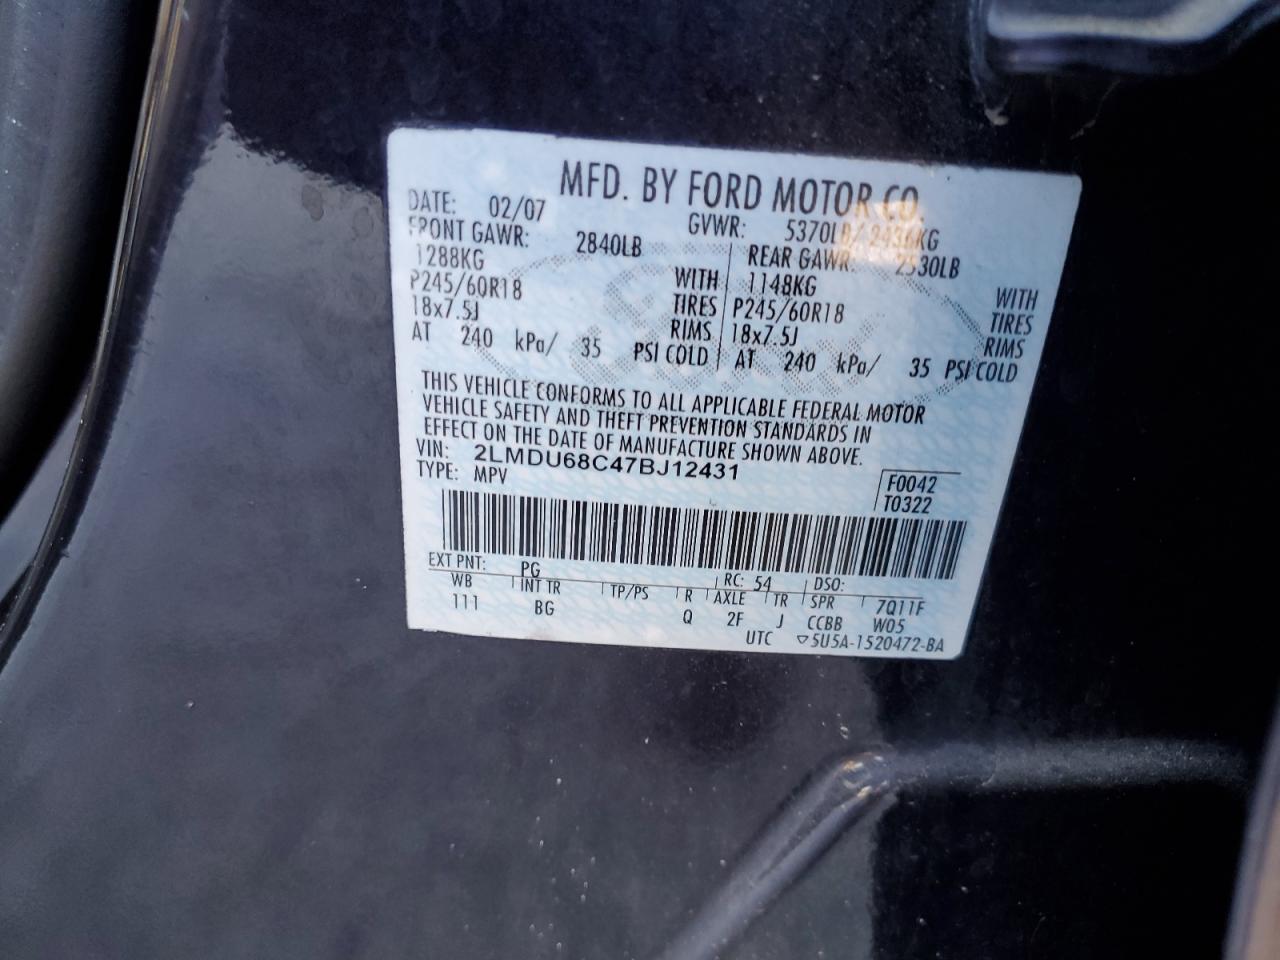 MFD. BY FORD MOTOR CO.
DATE: 02/07 GVWR: 5370LB/2436KG
FRONT GAWR: 2840LB REAR GAWR: 2530LB
1288KG WITH 1148KG WITH
P245/60R18 TIRES P245/60R18 TIRES
18x7.5J RIMS 18x7.5J RIMS
AT 240 kPa/ 35 PSI COLD AT 240 kPa/ 35 PSI COLD
THIS VEHICLE CONFORMS TO ALL APPLICABLE FEDERAL MOTOR
VEHICLE SAFETY AND THEFT PREVENTION STANDARDS IN
EFFECT ON THE DATE OF MANUFACTURE SHOWN ABOVE.
VIN: 2LMDU68C47BJ12431
TYPE: MPV F0042
T0322
EXT PNT: PG RC: 54 DSO:
WB INT TR TP/PS R AXLE TR SPR 7Q11F
111 BG Q 2F J CCBB W05
UTC ▽5U5A-1520472-BA